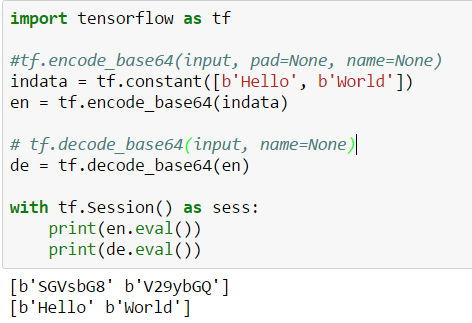 import tensorflow as tf
#tf.encode_base64(input, pad=None, name=None)
indata = tf.constant([b'Hello', b'World'])
en = tf.encode_base64(indata)
# tf.decode_base64(input, name=None)
de = tf.decode_base64(en)
with tf.Session() as sess:
    print(en.eval())
    print(de.eval())
[b'SGVsbG8' b'V29ybGQ']
[b'Hello' b'World']